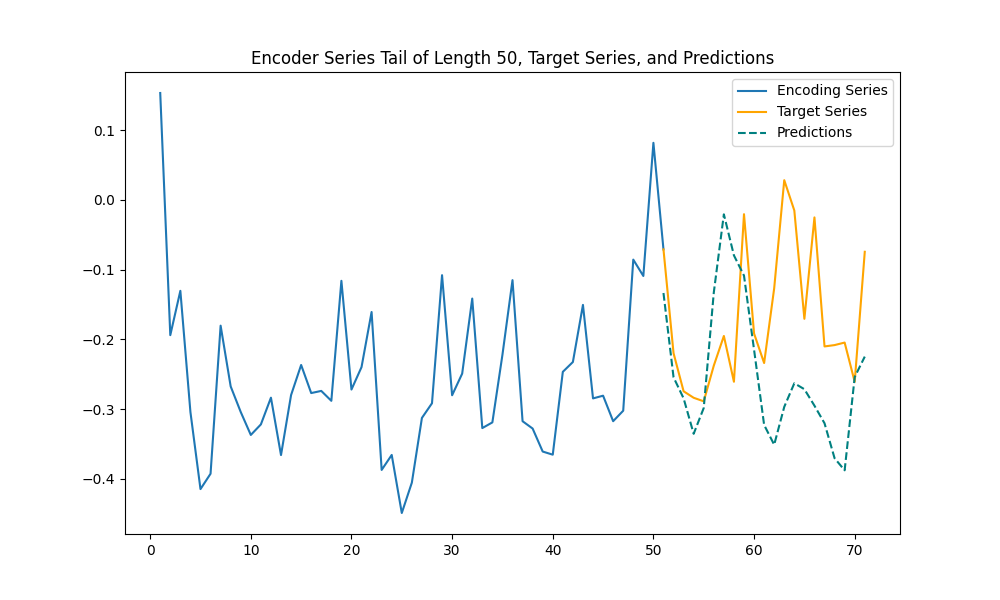 Encoder Series Tail of Length 50, Target Series, and Predictions
Encoding Series
Target Series
Predictions
0.1
0.0
−0.1
−0.2
−0.3
−0.4
0 10 20 30 40 50 60 70